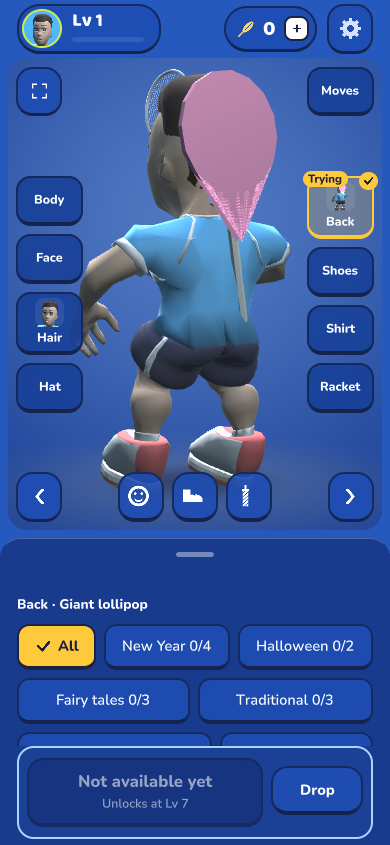 Lv 1
0
+
Moves
Body
Trying
Back
Face
Shoes
Hair
Shirt
Hat
Racket
Back · Giant lollipop
All
New Year 0/4
Halloween 0/2
Fairy tales 0/3
Traditional 0/3
Not available yet
Unlocks at Lv 7
Drop